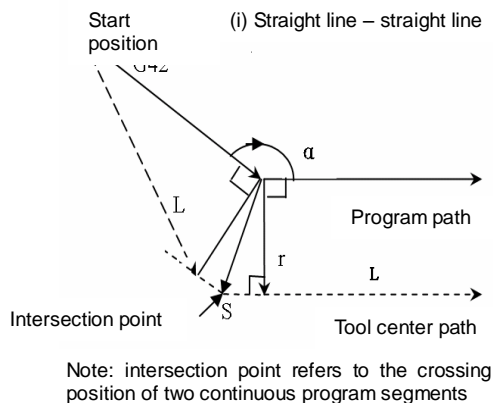 Start
position
(i) Straight line – straight line
G42
α
L
Program path
r
L
Intersection point
S
Tool center path
Note: intersection point refers to the crossing
position of two continuous program segments